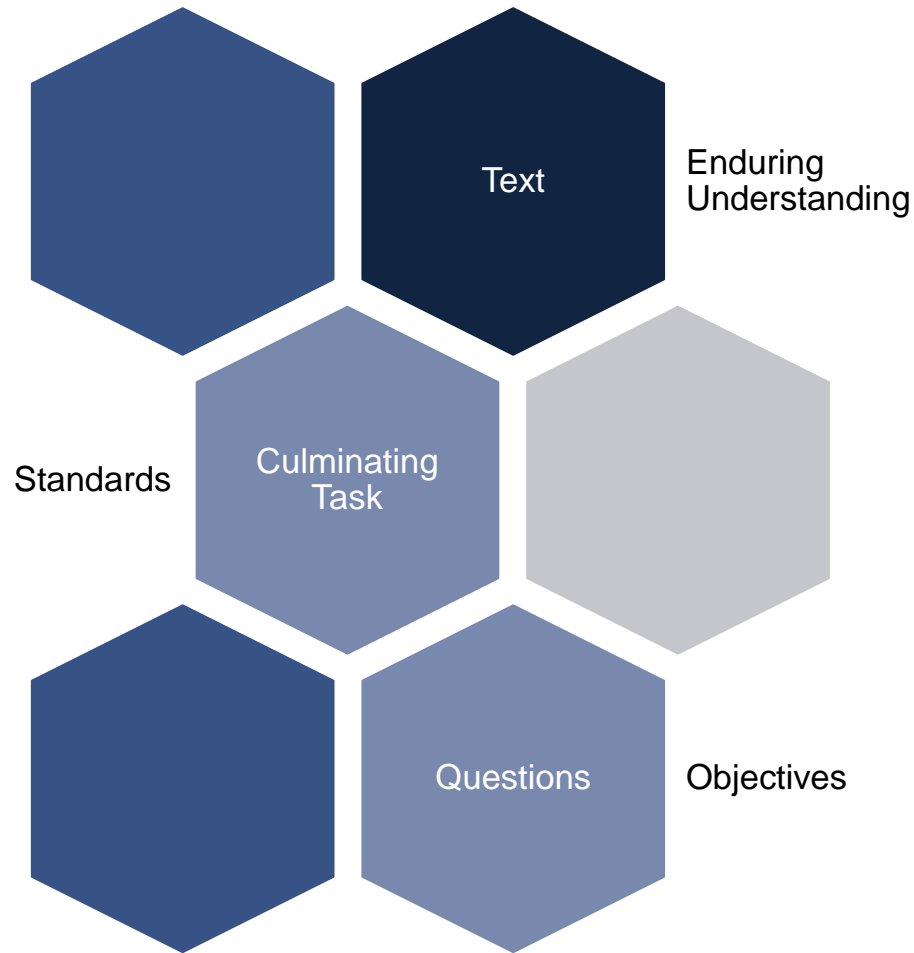 Text
Enduring
Understanding
Standards
Culminating
Task
Questions
Objectives